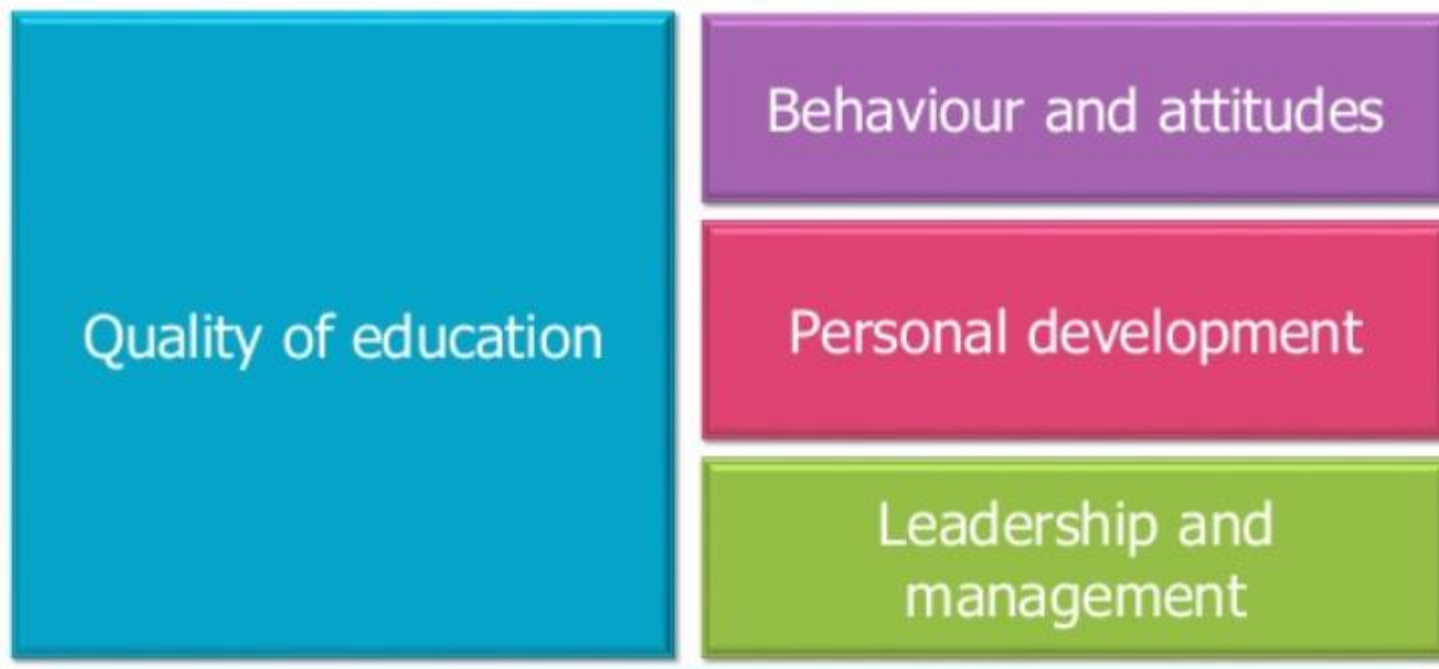 Quality of education
Behaviour and attitudes
Personal development
Leadership and
management